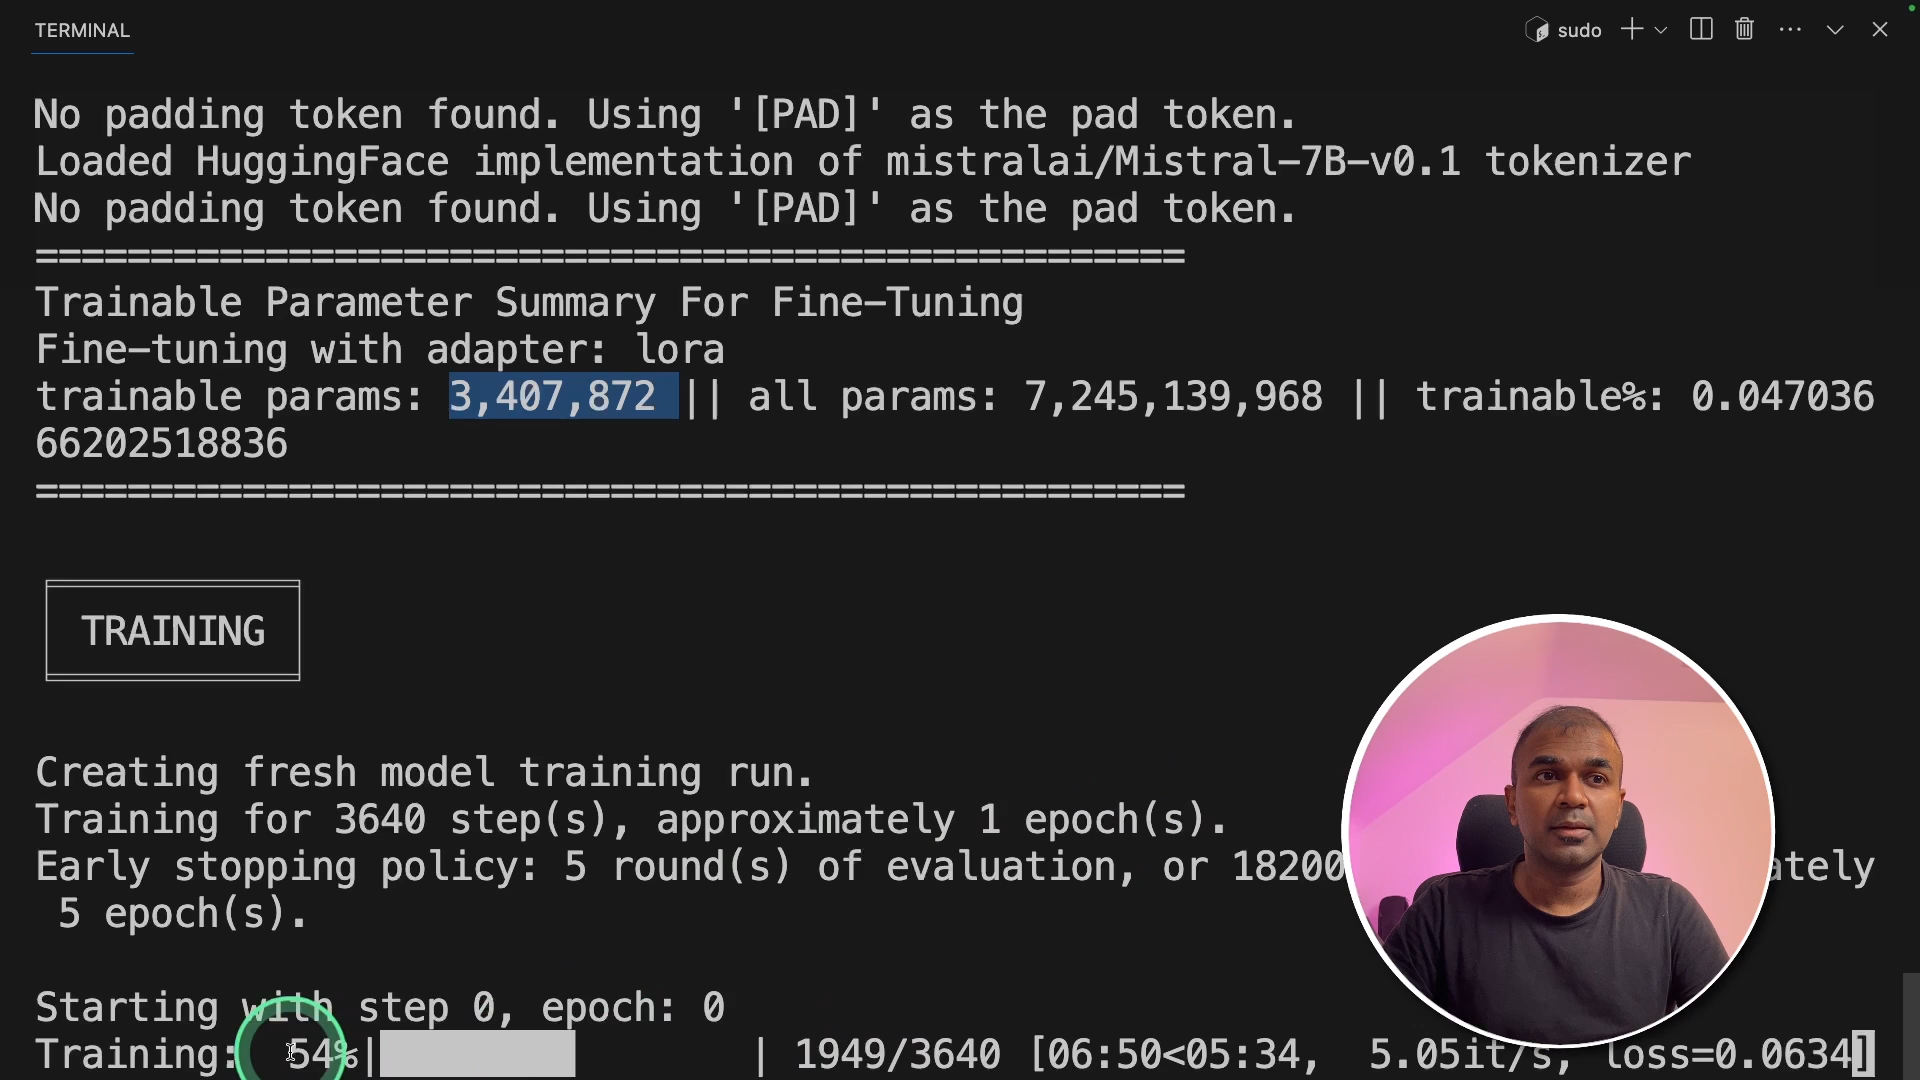 TERMINAL
sudo
No padding token found. Using '[PAD]' as the pad token.
Loaded HuggingFace implementation of mistralai/Mistral-7B-v0.1 tokenizer
No padding token found. Using '[PAD]' as the pad token.
==================================================
Trainable Parameter Summary For Fine-Tuning
Fine-tuning with adapter: lora
trainable params: 3,407,872 || all params: 7,245,139,968 || trainable%: 0.047036
66202518836
==================================================
TRAINING
Creating fresh model training run.
Training for 3640 step(s), approximately 1 epoch(s).
Early stopping policy: 5 round(s) of evaluation, or 18200
5 epoch(s).
Starting with step 0, epoch: 0
Training: 54%| | 1949/3640 [06:50<05:34, 5.05it/s, loss=0.0634]